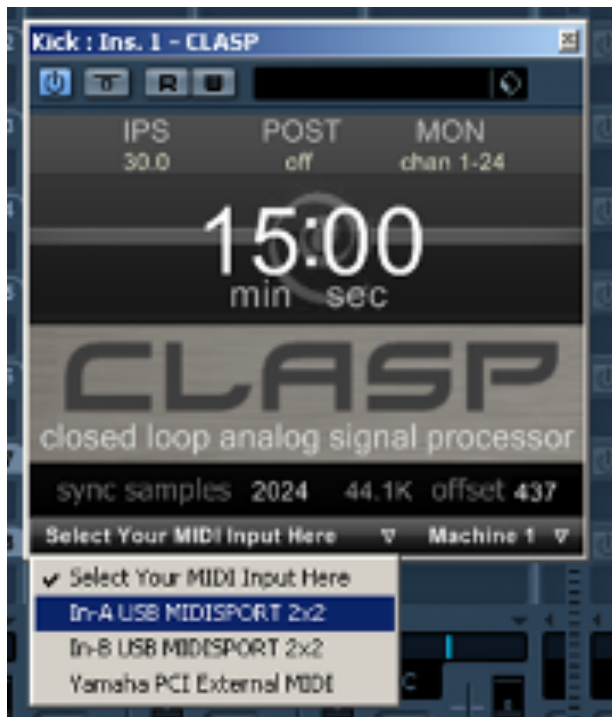 Kick : Ins. 1 - CLASP
R W
IPS POST MON
30.0 off chan 1-24
15:00
min sec
CLASP
closed loop analog signal processor
sync samples 2024 44.1K offset 437
Select Your MIDI Input Here Machine 1
Select Your MIDI Input Here
In-A USB MIDISPORT 2x2
In-B USB MIDISPORT 2x2
Yamaha PCI External MIDI
C